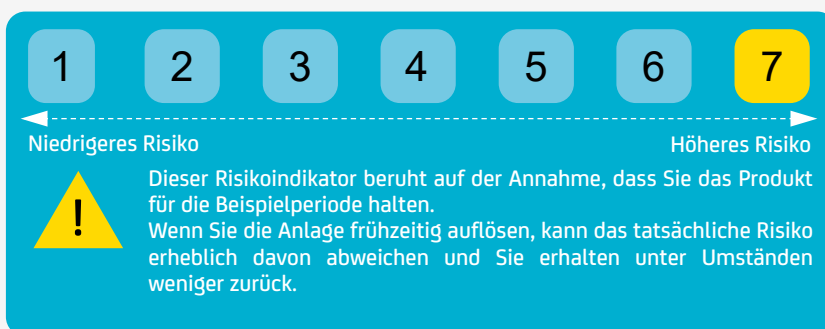 1 2 3 4 5 6 7
Niedrigeres Risiko Höheres Risiko
!
Dieser Risikoindikator beruht auf der Annahme, dass Sie das Produkt
für die Beispielperiode halten.
Wenn Sie die Anlage frühzeitig auflösen, kann das tatsächliche Risiko
erheblich davon abweichen und Sie erhalten unter Umständen
weniger zurück.